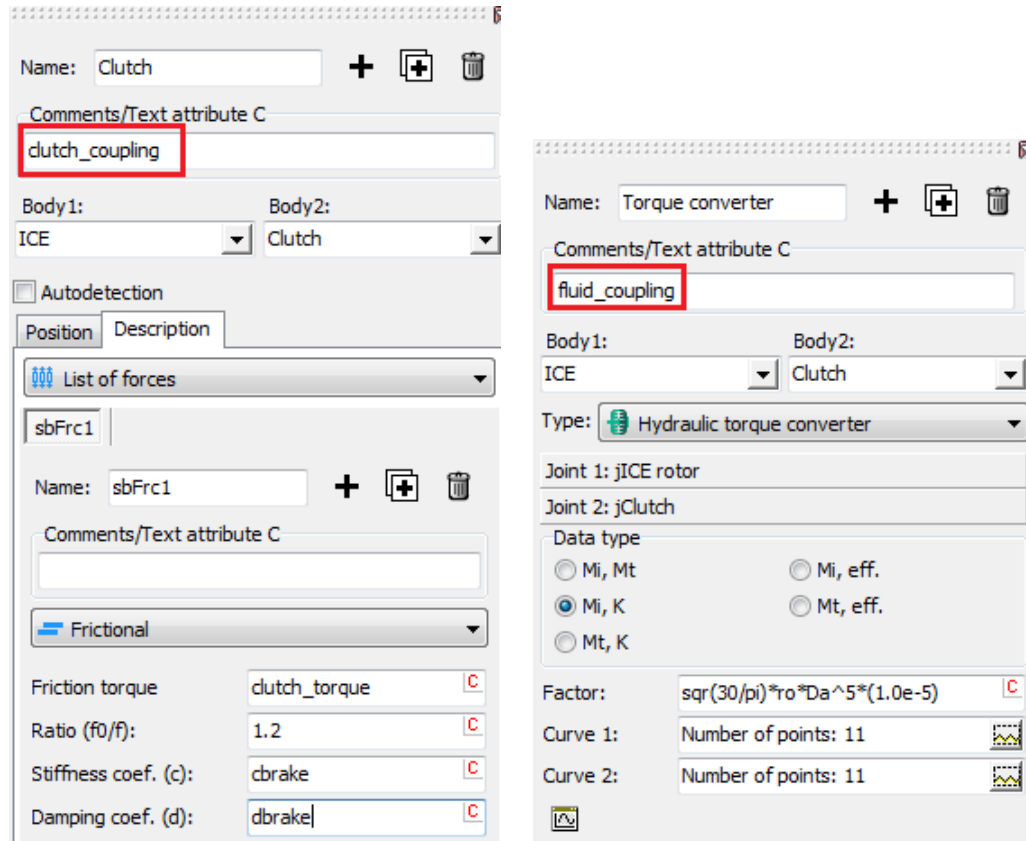 Name: Clutch
Comments/Text attribute C
clutch_coupling
Body1: Body2:
ICE Clutch
Autodetection
Position Description
List of forces
sbFrc1
Name: sbFrc1
Comments/Text attribute C
Frictional
Friction torque clutch_torque C
Ratio (f0/f): 1.2 C
Stiffness coef. (c): cbrake C
Damping coef. (d): dbrake C
Name: Torque converter
Comments/Text attribute C
fluid_coupling
Body1: Body2:
ICE Clutch
Type: Hydraulic torque converter
Joint 1: jICE rotor
Joint 2: jClutch
Data type
Mi, Mt Mi, eff.
Mi, K Mt, eff.
Mt, K
Factor: sqr(30/pi)*ro*Da^5*(1.0e-5) C
Curve 1: Number of points: 11
Curve 2: Number of points: 11